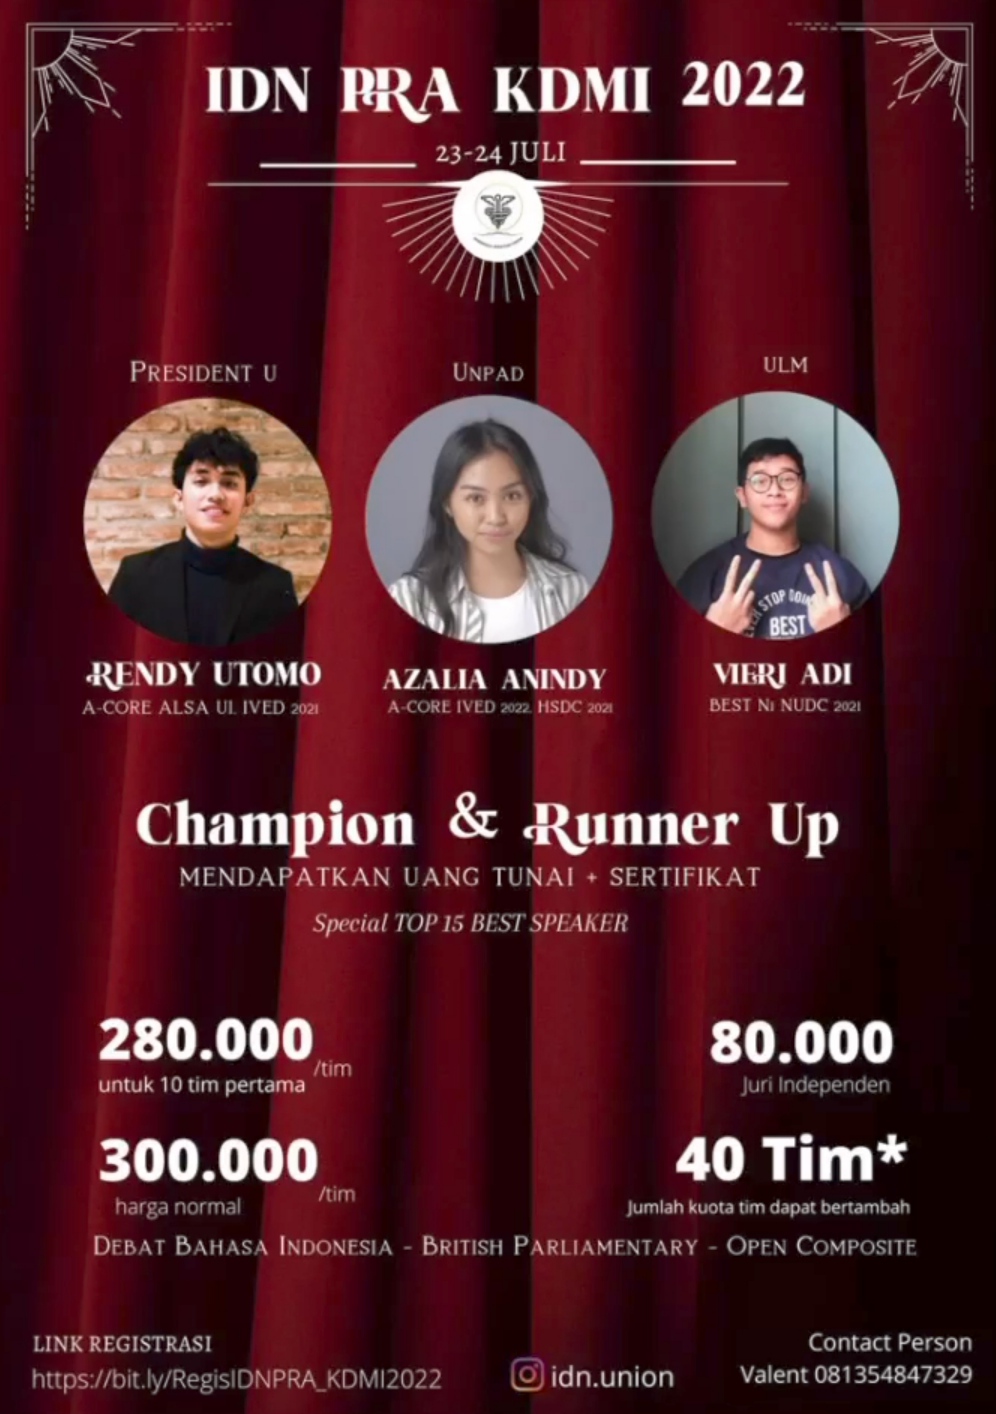 IDN PRA KDMI 2022
23-24 JULI
PRESIDENT U
UNPAD
ULM
STOP DOIN
BEST
RENDY UTOMO
AZALIA ANINDY
VIERI ADI
A-CORE ALSA UI, IVED 2021
A-CORE IVED 2022, HSDC 2021
BEST N1 NUDC 2021
Champion & Runner Up
MENDAPATKAN UANG TUNAI + SERTIFIKAT
Special TOP 15 BEST SPEAKER
280.000 /tim
untuk 10 tim pertama
80.000
Juri Independen
300.000 /tim
harga normal
40 Tim*
Jumlah kuota tim dapat bertambah
DEBAT BAHASA INDONESIA - BRITISH PARLIAMENTARY - OPEN COMPOSITE
LINK REGISTRASI
https://bit.ly/RegisIDNPRA_KDMI2022
idn.union
Contact Person
Valent 081354847329